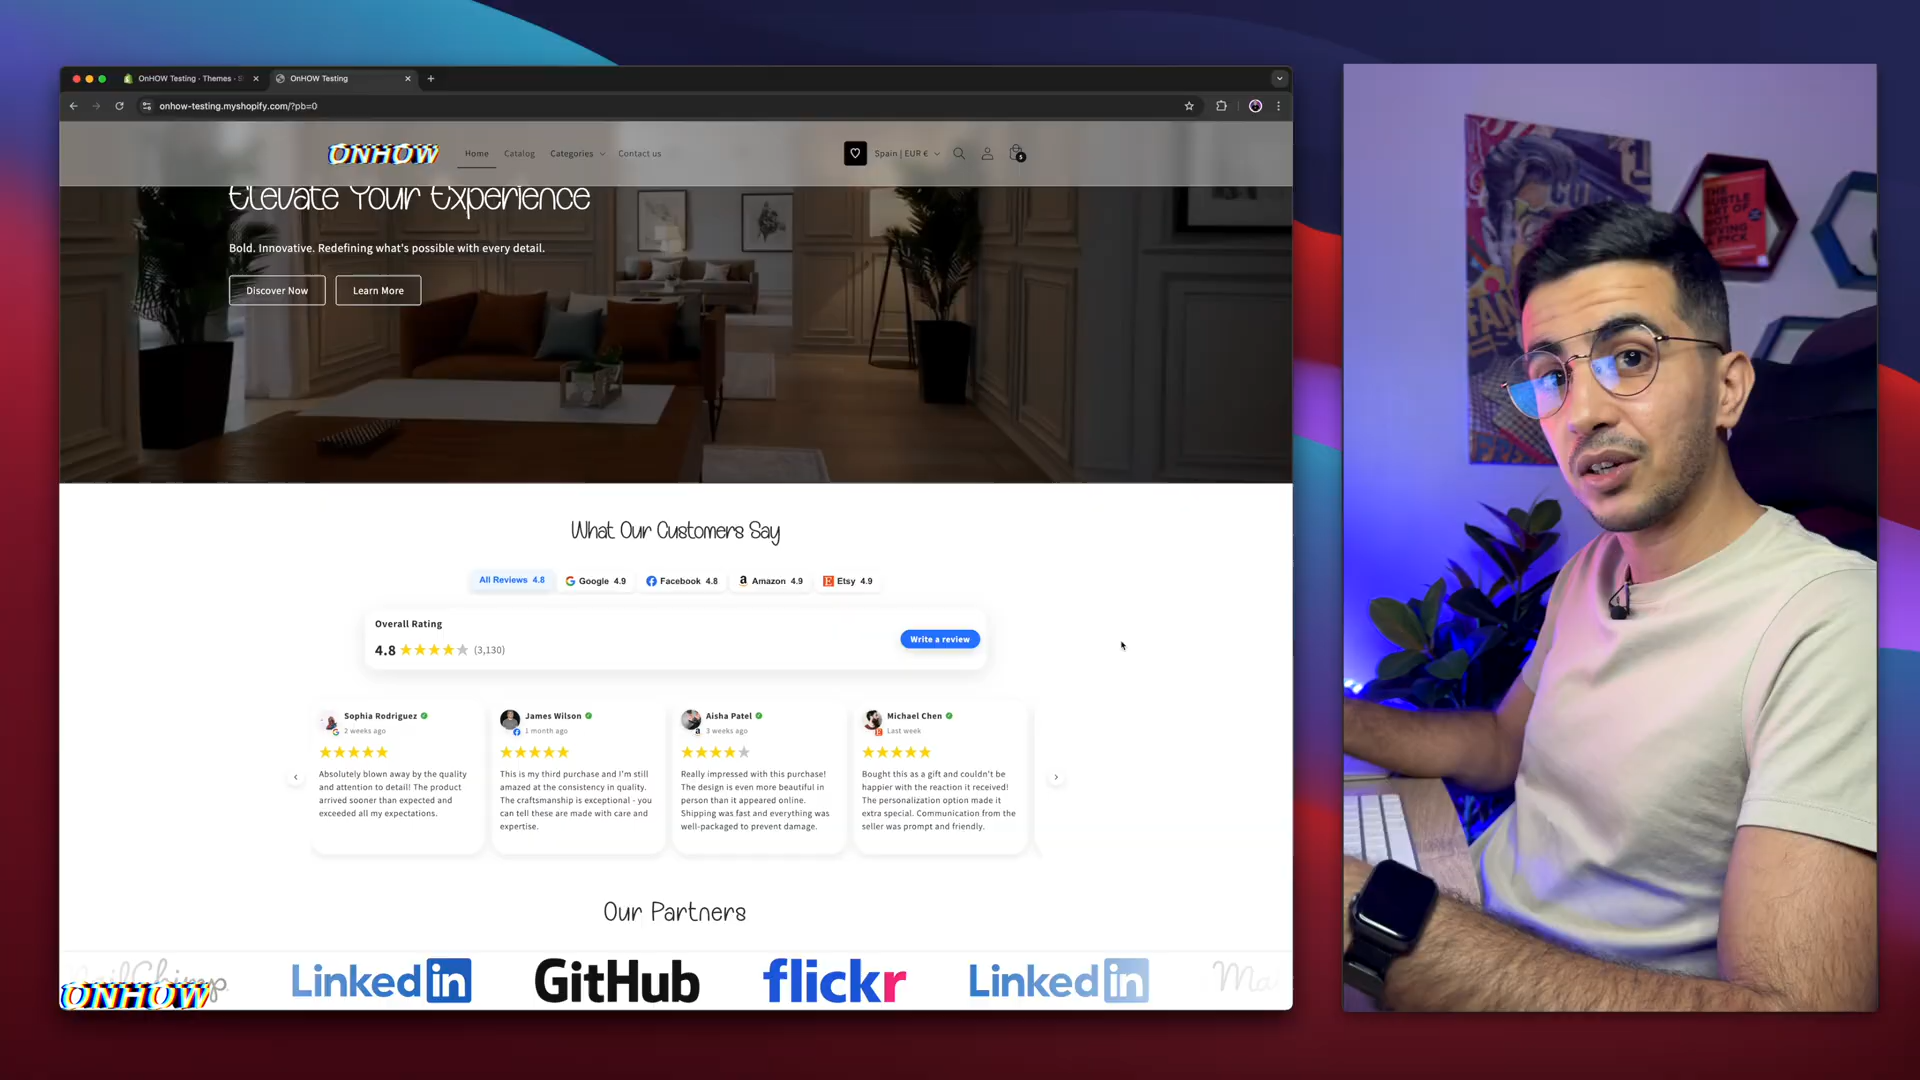 OnHOW Testing · Themes · S
OnHOW Testing
onhow-testing.myshopify.com/?pb=0
ONHOW
Home
Catalog
Categories
Contact us
Spain | EUR €
5
Elevate Your Experience
Bold. Innovative. Redefining what's possible with every detail.
Discover Now
Learn More
What Our Customers Say
All Reviews 4.8
Google 4.9
Facebook 4.8
Amazon 4.9
Etsy 4.9
Overall Rating
4.8
(3,130)
Write a review
Sophia Rodriguez
2 weeks ago
Absolutely blown away by the quality
and attention to detail! The product
arrived sooner than expected and
exceeded all my expectations.
James Wilson
1 month ago
This is my third purchase and I'm still
amazed at the consistency in quality.
The craftsmanship is exceptional - you
can tell these are made with care and
expertise.
Aisha Patel
3 weeks ago
Really impressed with this purchase!
The design is even more beautiful in
person than it appeared online.
Shipping was fast and everything was
well-packaged to prevent damage.
Michael Chen
Last week
Bought this as a gift and couldn't be
happier with the reaction it received!
The personalization option made it
extra special. Communication from the
seller was prompt and friendly.
Our Partners
LinkedIn
GitHub
flickr
LinkedIn
Ma
ONHOW
THE
SUBTLE
ART OF
NOT
GIVING
A F*CK